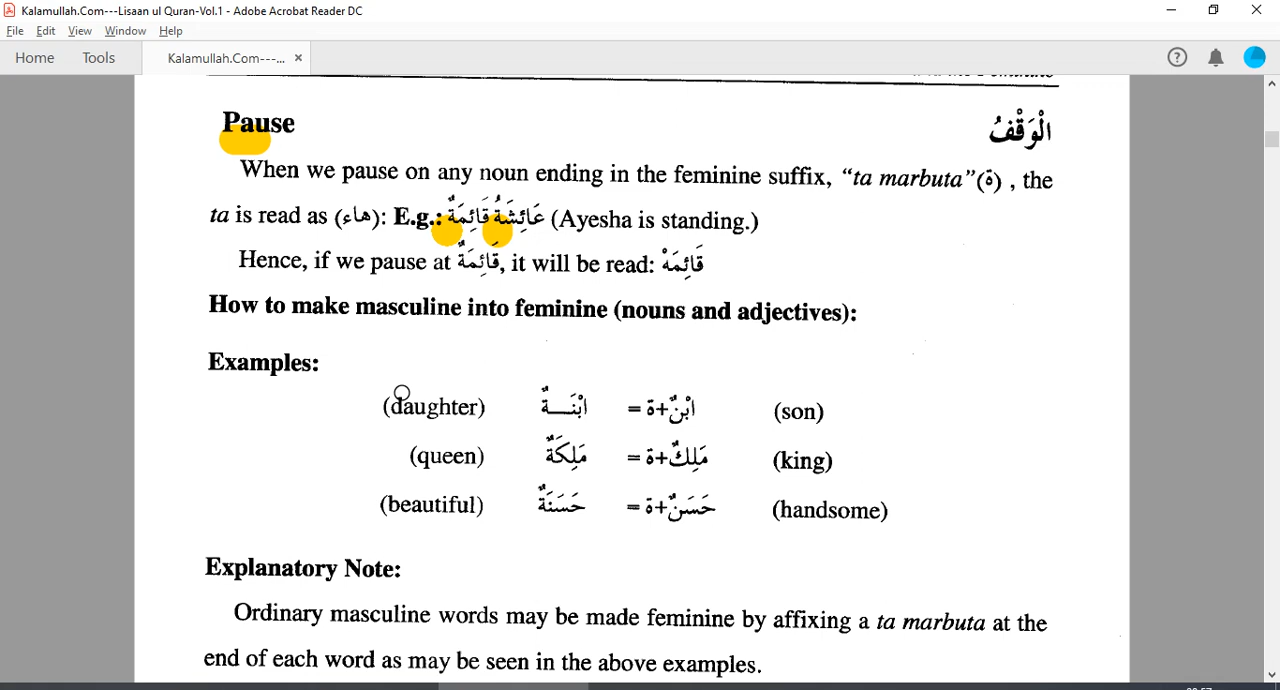 Kalamullah.Com---Lisaan ul Quran-Vol.1 - Adobe Acrobat Reader DC
File Edit View Window Help
Home Tools Kalamullah.Com---... ×
Pause الْوَقْفُ
When we pause on any noun ending in the feminine suffix, “ta marbuta”(ة) , the
ta is read as (هاء): E.g.: عَائِشَةُ قَائِمَةٌ (Ayesha is standing.)
Hence, if we pause at قَائِمَةٌ, it will be read: قَائِمَهْ
How to make masculine into feminine (nouns and adjectives):
Examples:
(daughter) ابْنَـــةٌ = ابْنٌ+ة (son)
(queen) مَلِكَةٌ = مَلِكٌ+ة (king)
(beautiful) حَسَنَةٌ = حَسَنٌ+ة (handsome)
Explanatory Note:
Ordinary masculine words may be made feminine by affixing a ta marbuta at the
end of each word as may be seen in the above examples.